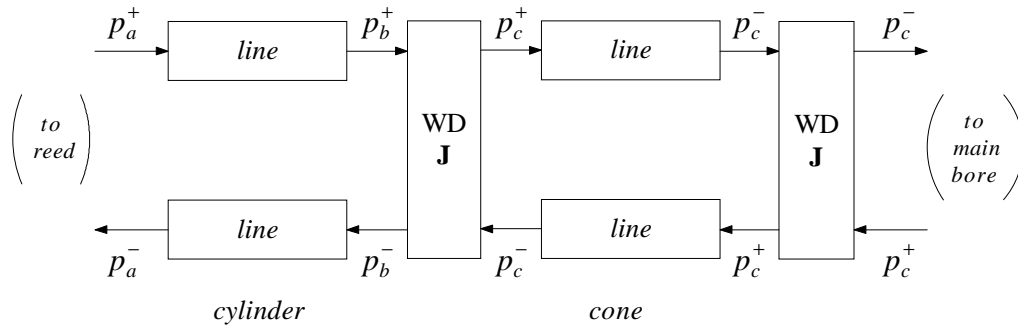 p_a^+ p_b^+ p_c^+ p_c^- p_c^-
line line
( to reed ) WD J WD J ( to main bore )
line line
p_a^- p_b^- p_c^- p_c^+ p_c^+
cylinder cone